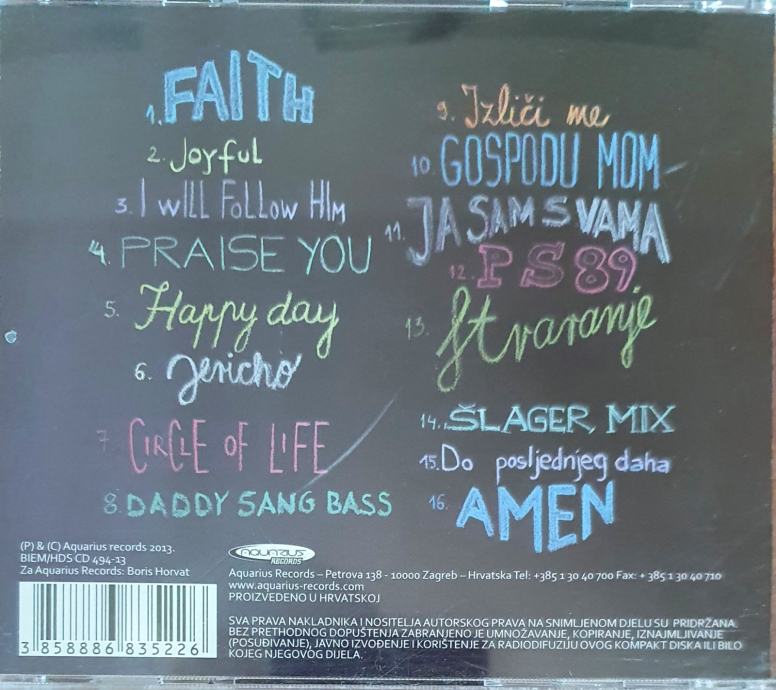 1. FAITH
2. Joyful
3. I WILL FOLLOW HIM
4. PRAISE YOU
5. Happy day
6. Jericho
7. CIRCLE OF LIFE
8. DADDY SANG BASS
9. Izliči me
10. GOSPODU MOM
11. JA SAM S VAMA
12. PS 89
13. Stvaranje
14. ŠLAGER MIX
15. Do posljednjeg daha
16. AMEN
(P) & (C) Aquarius records 2013.
BIEM/HDS CD 494-13
Za Aquarius Records: Boris Horvat
3 858886 835226
AQUARIUS
RECORDS
Aquarius Records – Petrova 138 - 10000 Zagreb – Hrvatska Tel: +385 1 30 40 700 Fax: + 385 1 30 40 710
www.aquarius-records.com
PROIZVEDENO U HRVATSKOJ
SVA PRAVA NAKLADNIKA I NOSITELJA AUTORSKOG PRAVA NA SNIMLJENOM DJELU SU PRIDRŽANA.
BEZ PRETHODNOG DOPUŠTENJA ZABRANJENO JE UMNOŽAVANJE, KOPIRANJE, IZNAJMLJIVANJE
(POSUĐIVANJE), JAVNO IZVOĐENJE I KORIŠTENJE ZA RADIODIFUZIJU OVOG KOMPAKT DISKA ILI BILO
KOJEG NJEGOVOG DIJELA.